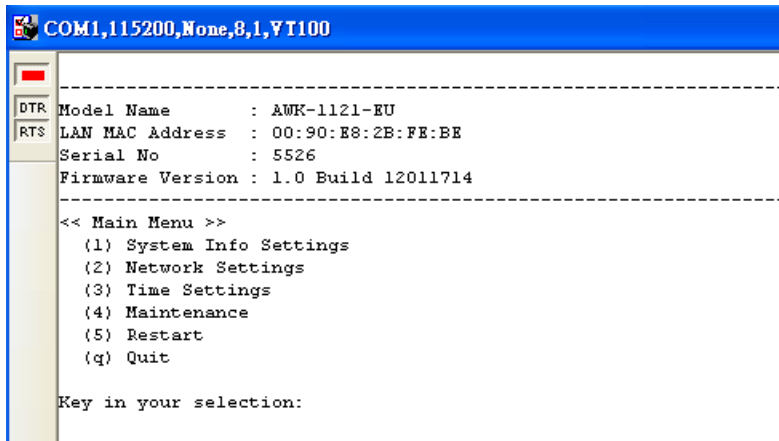 COM1,115200,None,8,1,VT100
DTR
RTS
--------------------------------------------------------------
Model Name : AWK-1121-EU
LAN MAC Address : 00:90:E8:2B:FE:BE
Serial No : 5526
Firmware Version : 1.0 Build 12011714
--------------------------------------------------------------
<< Main Menu >>
(1) System Info Settings
(2) Network Settings
(3) Time Settings
(4) Maintenance
(5) Restart
(q) Quit
Key in your selection: